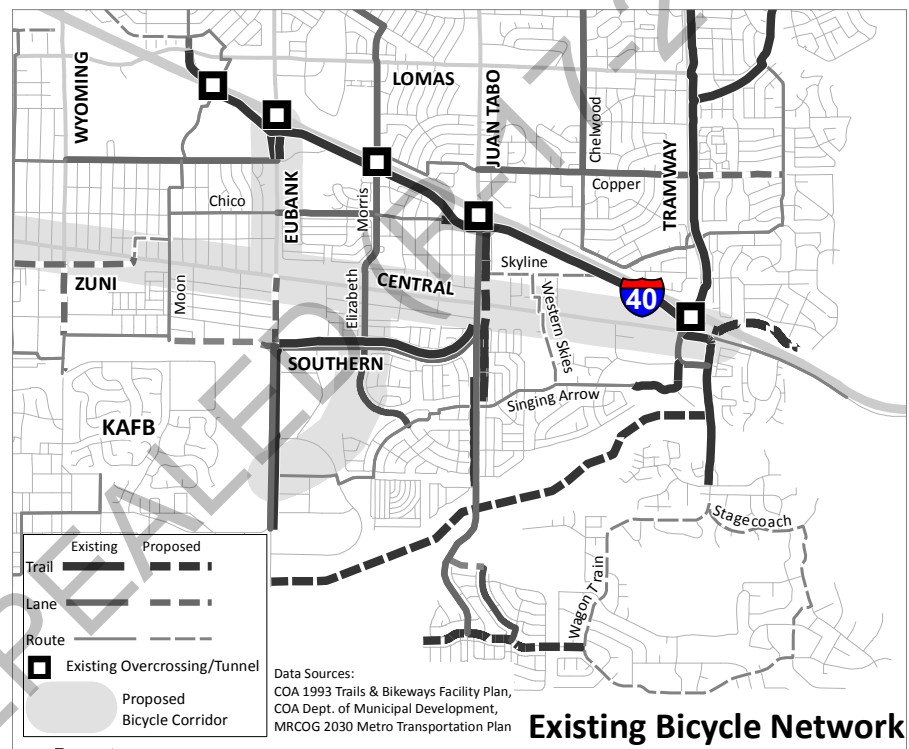 WYOMING
LOMAS
JUAN TABO
Chelwood
TRAMWAY
Copper
EUBANK
Morris
Chico
Skyline
40
ZUNI
Moon
CENTRAL
Elizabeth
Western Skies
SOUTHERN
Singing Arrow
KAFB
Stagecoach
Wagon Train
Existing Proposed
Trail
Lane
Route
Existing Overcrossing/Tunnel
Proposed
Bicycle Corridor
Data Sources:
COA 1993 Trails & Bikeways Facility Plan,
COA Dept. of Municipal Development,
MRCOG 2030 Metro Transportation Plan
Existing Bicycle Network